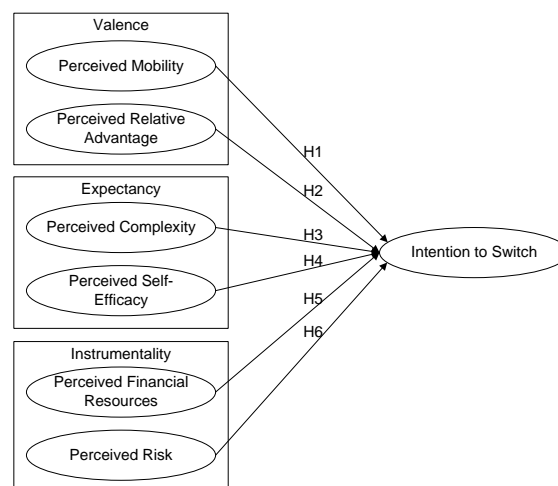 Valence
Perceived Mobility
Perceived Relative
Advantage
H1
H2
Expectancy
Perceived Complexity
H3
H4
Perceived Self-
Efficacy
Intention to Switch
H5
H6
Instrumentality
Perceived Financial
Resources
Perceived Risk